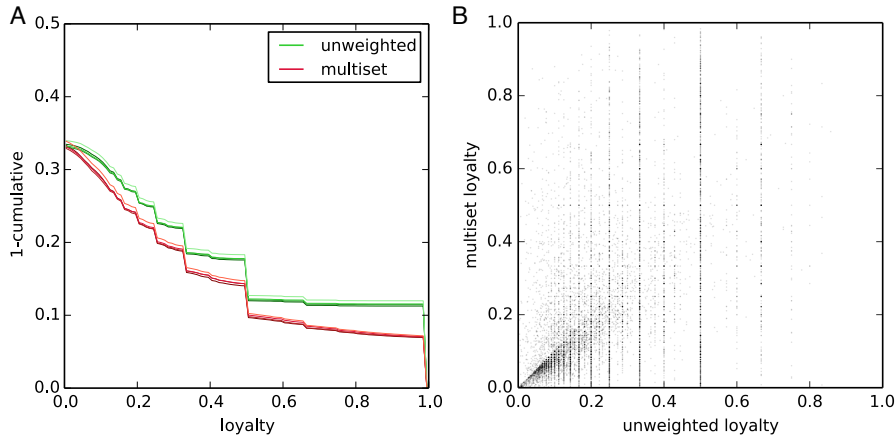 A
0.5
0.4
0.3
0.2
0.1
0.0
1-cumulative
unweighted
multiset
0.0 0.2 0.4 0.6 0.8 1.0
loyalty
B
1.0
0.8
0.6
0.4
0.2
0.0
multiset loyalty
0.0 0.2 0.4 0.6 0.8 1.0
unweighted loyalty